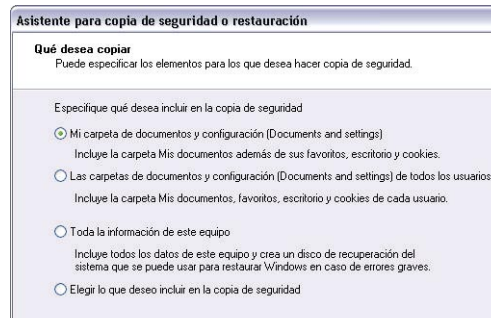 Asistente para copia de seguridad o restauración
Qué desea copiar
Puede especificar los elementos para los que desea hacer copia de seguridad.
Especifique qué desea incluir en la copia de seguridad
Mi carpeta de documentos y configuración (Documents and settings)
Incluye la carpeta Mis documentos además de sus favoritos, escritorio y cookies.
Las carpetas de documentos y configuración (Documents and settings) de todos los usuarios
Incluye la carpeta Mis documentos, favoritos, escritorio y cookies de cada usuario.
Toda la información de este equipo
Incluye todos los datos de este equipo y crea un disco de recuperación del
sistema que se puede usar para restaurar Windows en caso de errores graves.
Elegir lo que deseo incluir en la copia de seguridad